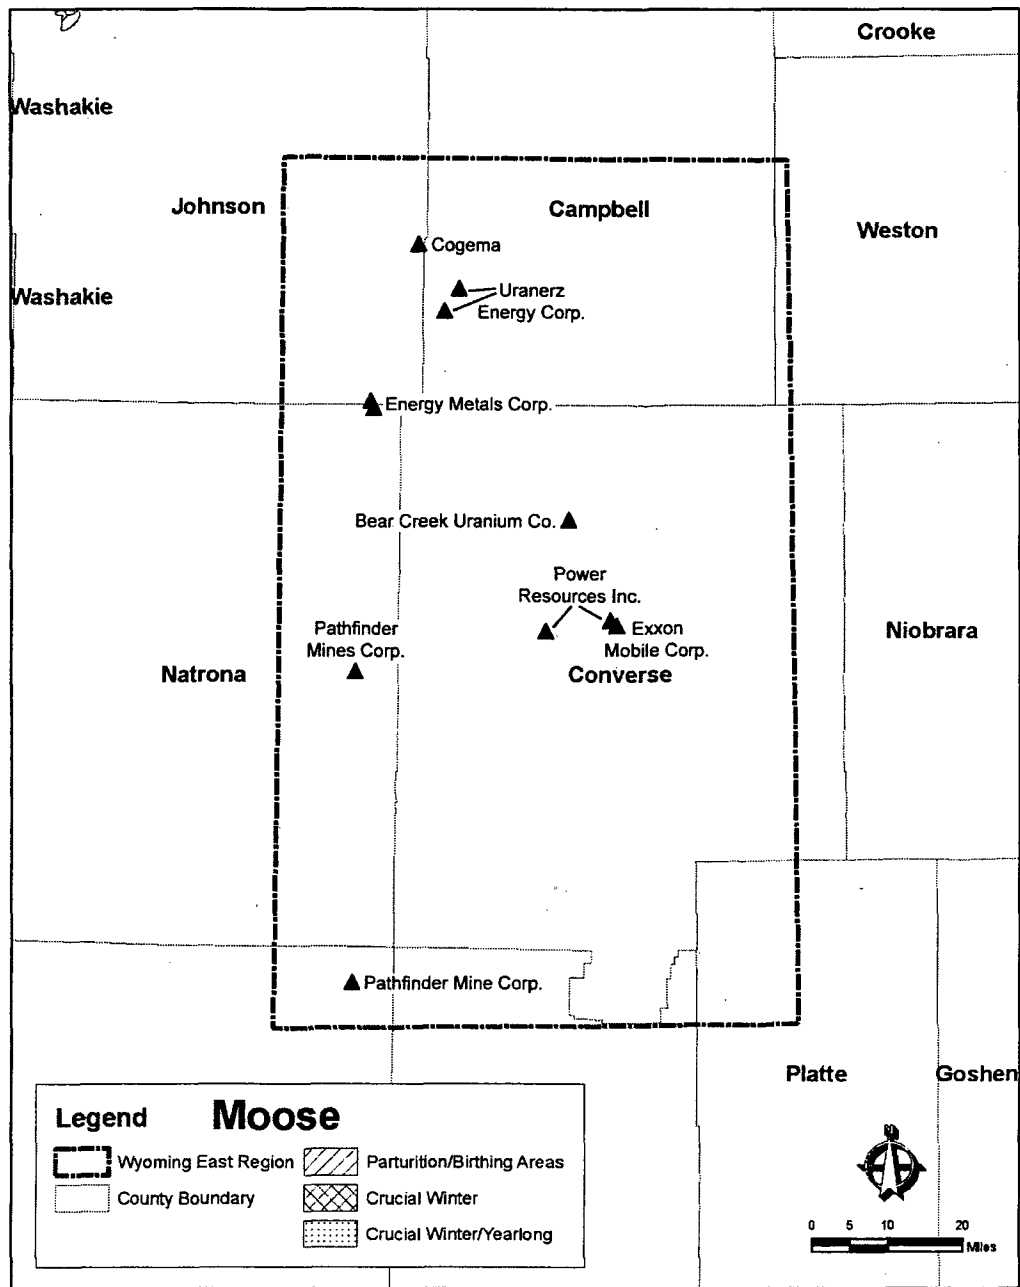 Crooke
Washakie
Johnson
Campbell
Weston
Cogema
Washakie
Uranerz
Energy Corp.
Energy Metals Corp.
Bear Creek Uranium Co.
Power
Resources Inc.
Pathfinder
Mines Corp.
Exxon
Mobile Corp.
Niobrara
Natrona
Converse
Pathfinder Mine Corp.
Platte
Goshen
Legend
Moose
Wyoming East Region
Parturition/Birthing Areas
County Boundary
Crucial Winter
Crucial Winter/Yearlong
N
0 5 10 20
Miles